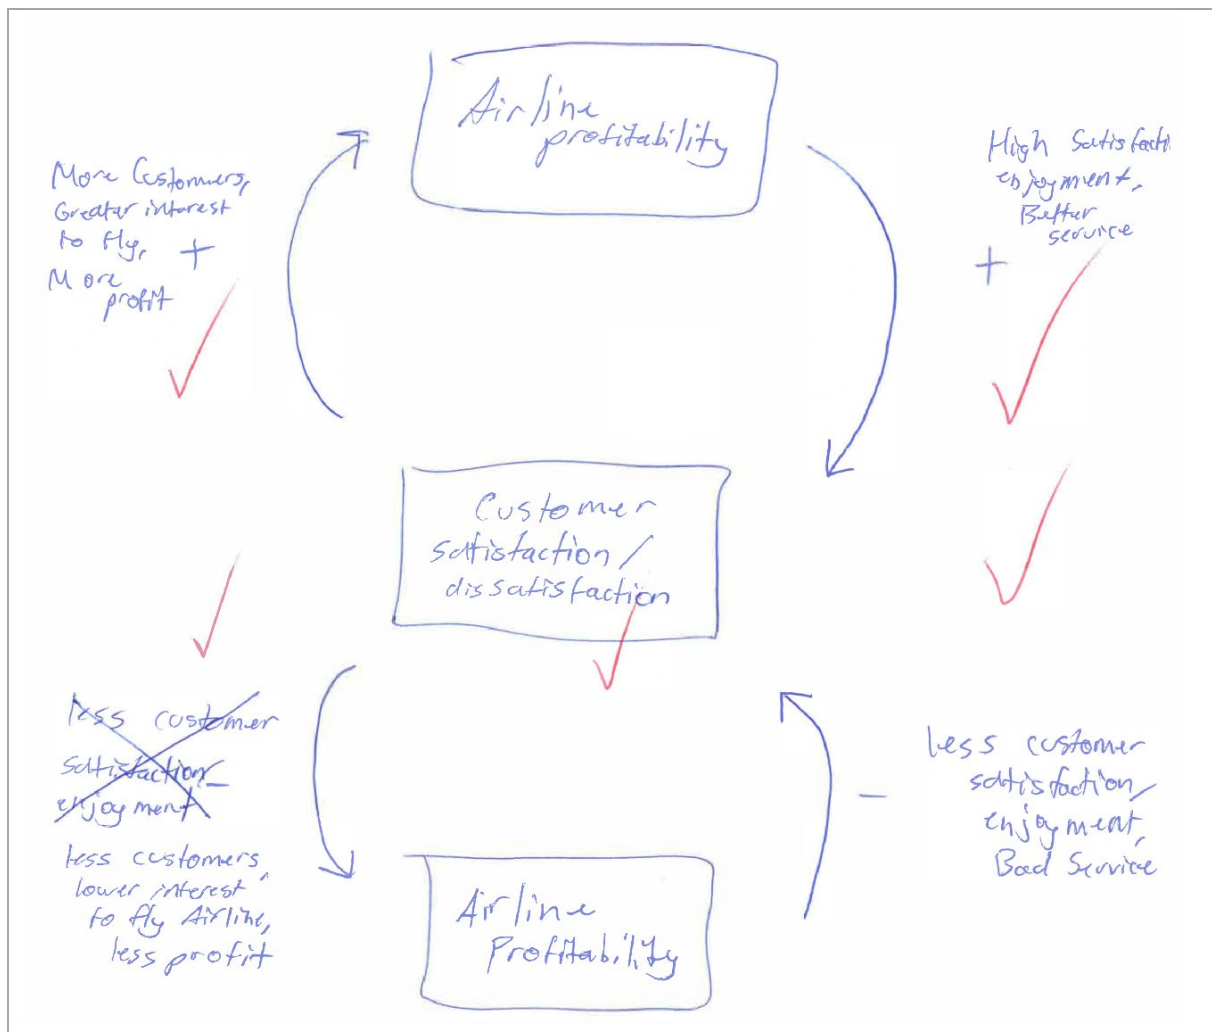 Airline
profitability
More Customers,
Greater interest
to fly, +
More
profit
High Satisfacti
enjoyment,
Better
service
+
Customer
satisfaction /
dissatisfaction
less customer
satisfaction
enjoyment
less customers,
lower interest
to fly Airline,
less profit
less customer
satisfaction/
enjoyment,
Bad Service
–
Airline
Profitability